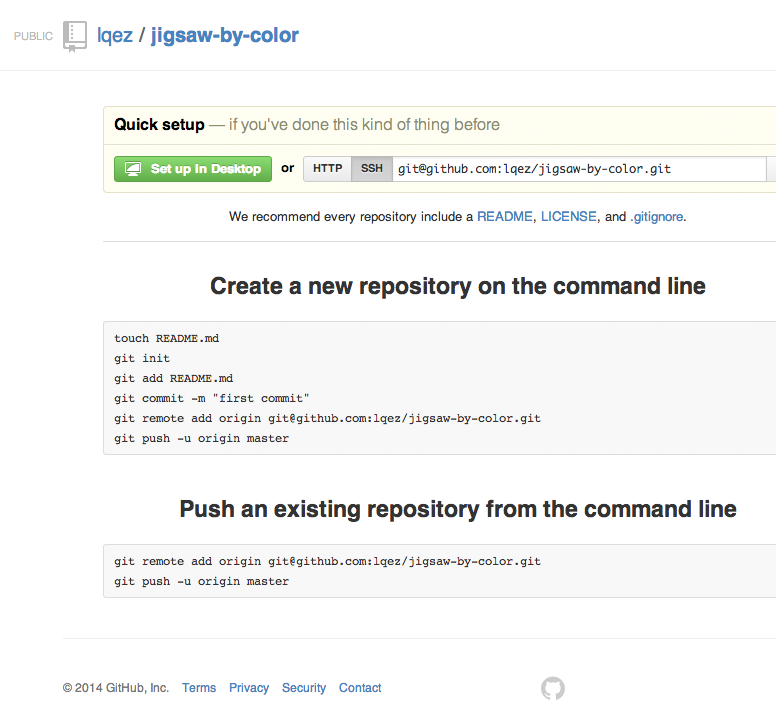 PUBLIC lqez / jigsaw-by-color
Quick setup — if you've done this kind of thing before
Set up in Desktop or HTTP SSH git@github.com:lqez/jigsaw-by-color.git
We recommend every repository include a README, LICENSE, and .gitignore.
Create a new repository on the command line
touch README.md
git init
git add README.md
git commit -m "first commit"
git remote add origin git@github.com:lqez/jigsaw-by-color.git
git push -u origin master
Push an existing repository from the command line
git remote add origin git@github.com:lqez/jigsaw-by-color.git
git push -u origin master
© 2014 GitHub, Inc. Terms Privacy Security Contact